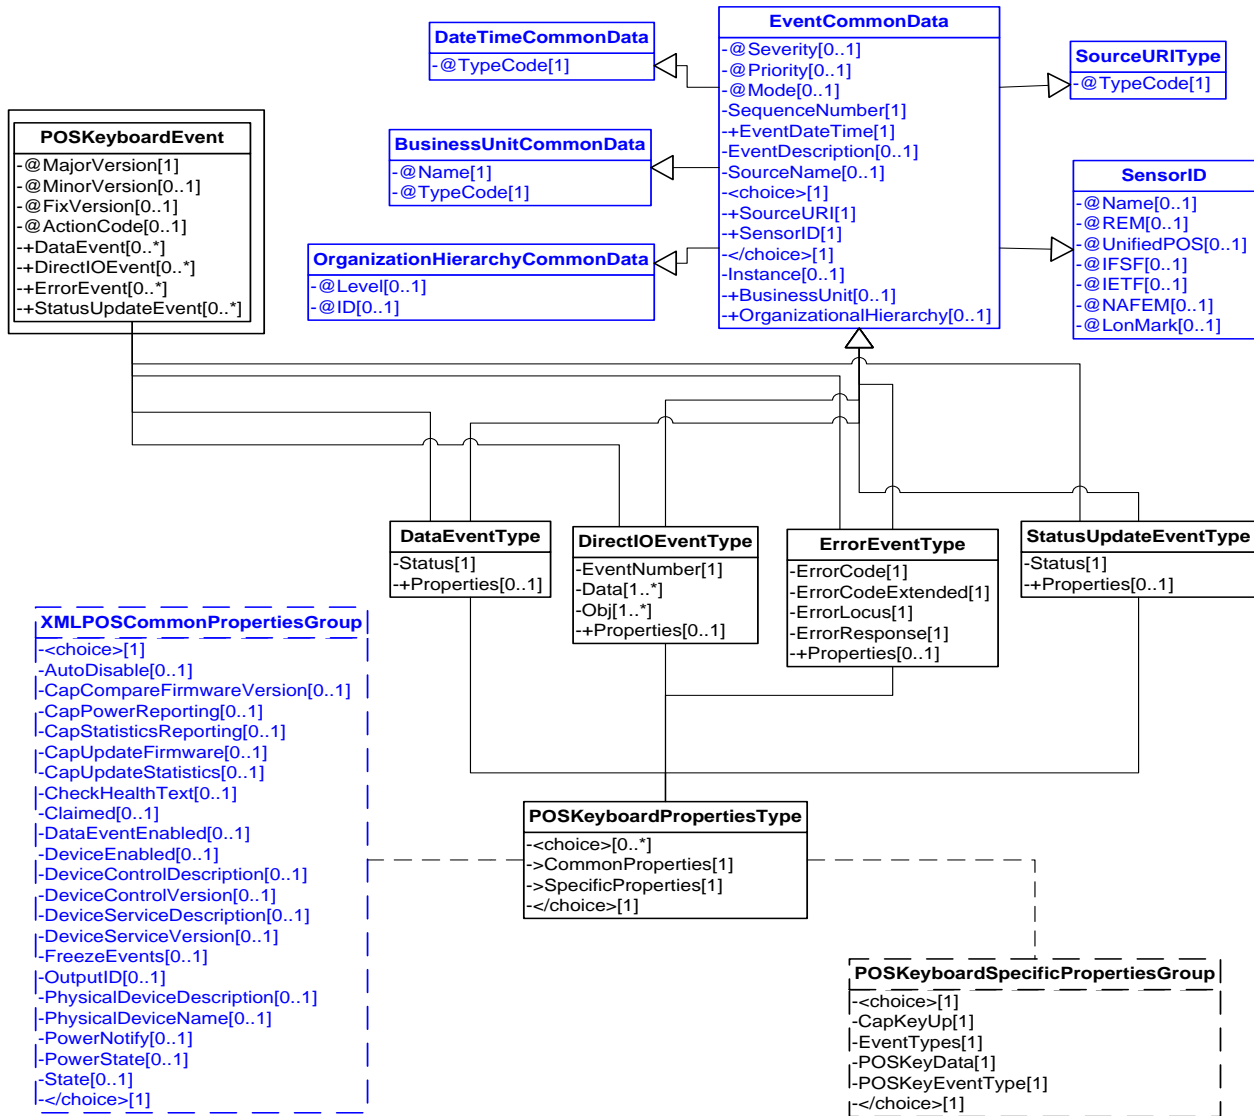 DateTimeCommonData
-@TypeCode[1]
EventCommonData
-@Severity[0..1]
-@Priority[0..1]
-@Mode[0..1]
-SequenceNumber[1]
-+EventDateTime[1]
-EventDescription[0..1]
-SourceName[0..1]
-<choice>[1]
-+SourceURI[1]
-+SensorID[1]
-</choice>[1]
-Instance[0..1]
-+BusinessUnit[0..1]
-+OrganizationalHierarchy[0..1]
SourceURIType
-@TypeCode[1]
POSKeyboardEvent
-@MajorVersion[1]
-@MinorVersion[0..1]
-@FixVersion[0..1]
-@ActionCode[0..1]
-+DataEvent[0..*]
-+DirectIOEvent[0..*]
-+ErrorEvent[0..*]
-+StatusUpdateEvent[0..*]
BusinessUnitCommonData
-@Name[1]
-@TypeCode[1]
SensorID
-@Name[0..1]
-@REM[0..1]
-@UnifiedPOS[0..1]
-@IFSF[0..1]
-@IETF[0..1]
-@NAFEM[0..1]
-@LonMark[0..1]
OrganizationHierarchyCommonData
-@Level[0..1]
-@ID[0..1]
DataEventType
-Status[1]
-+Properties[0..1]
DirectIOEventType
-EventNumber[1]
-Data[1..*]
-Obj[1..*]
-+Properties[0..1]
ErrorEventType
-ErrorCode[1]
-ErrorCodeExtended[1]
-ErrorLocus[1]
-ErrorResponse[1]
-+Properties[0..1]
StatusUpdateEventType
-Status[1]
-+Properties[0..1]
XMLPOSCommonPropertiesGroup
-<choice>[1]
-AutoDisable[0..1]
-CapCompareFirmwareVersion[0..1]
-CapPowerReporting[0..1]
-CapStatisticsReporting[0..1]
-CapUpdateFirmware[0..1]
-CapUpdateStatistics[0..1]
-CheckHealthText[0..1]
-Claimed[0..1]
-DataEventEnabled[0..1]
-DeviceEnabled[0..1]
-DeviceControlDescription[0..1]
-DeviceControlVersion[0..1]
-DeviceServiceDescription[0..1]
-DeviceServiceVersion[0..1]
-FreezeEvents[0..1]
-OutputID[0..1]
-PhysicalDeviceDescription[0..1]
-PhysicalDeviceName[0..1]
-PowerNotify[0..1]
-PowerState[0..1]
-State[0..1]
-</choice>[1]
POSKeyboardPropertiesType
-<choice>[0..*]
->CommonProperties[1]
->SpecificProperties[1]
-</choice>[1]
POSKeyboardSpecificPropertiesGroup
-<choice>[1]
-CapKeyUp[1]
-EventTypes[1]
-POSKeyData[1]
-POSKeyEventType[1]
-</choice>[1]